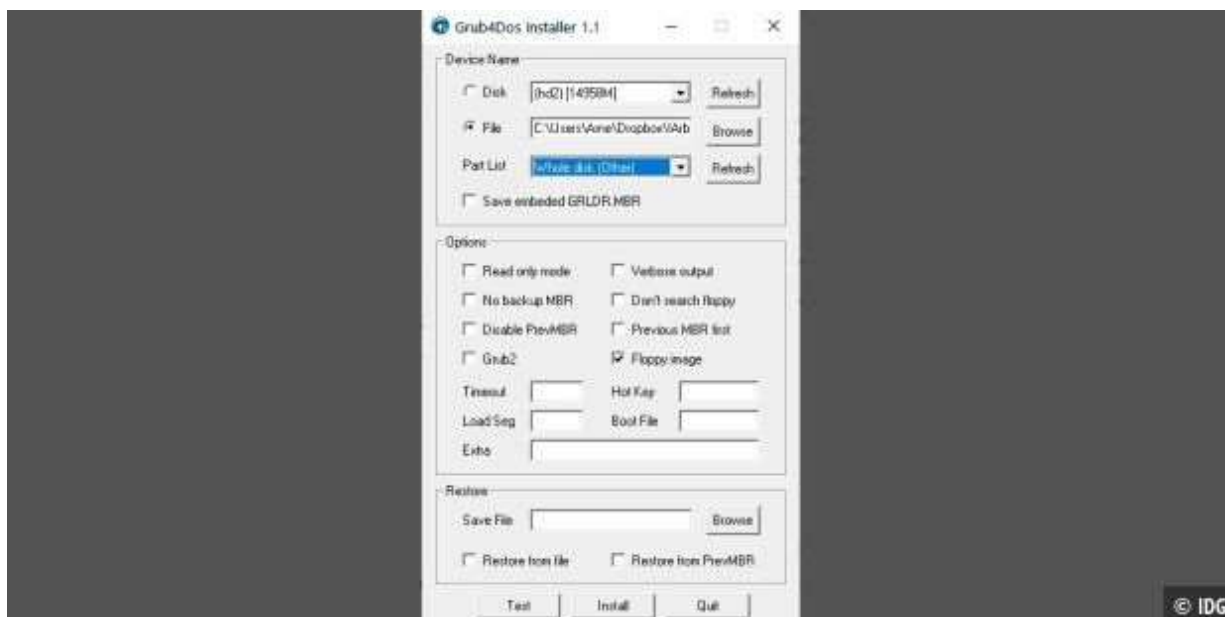 Grub4Dos Installer 1.1
Device Name
Disk (hd2) [14958M] Refresh
File C:\Users\Arne\Dropbox\!Arb Browse
Part List Whole disk (Other) Refresh
Save embeded GRLDR.MBR
Options
Read only mode Verbose output
No backup MBR Don't search floppy
Disable PrevMBR Previous MBR first
Grub2 Floppy image
Timeout Hot Key
Load Seg Boot File
Extra
Restore
Save File Browse
Restore from file Restore from PrevMBR
Test Install Quit
© IDG